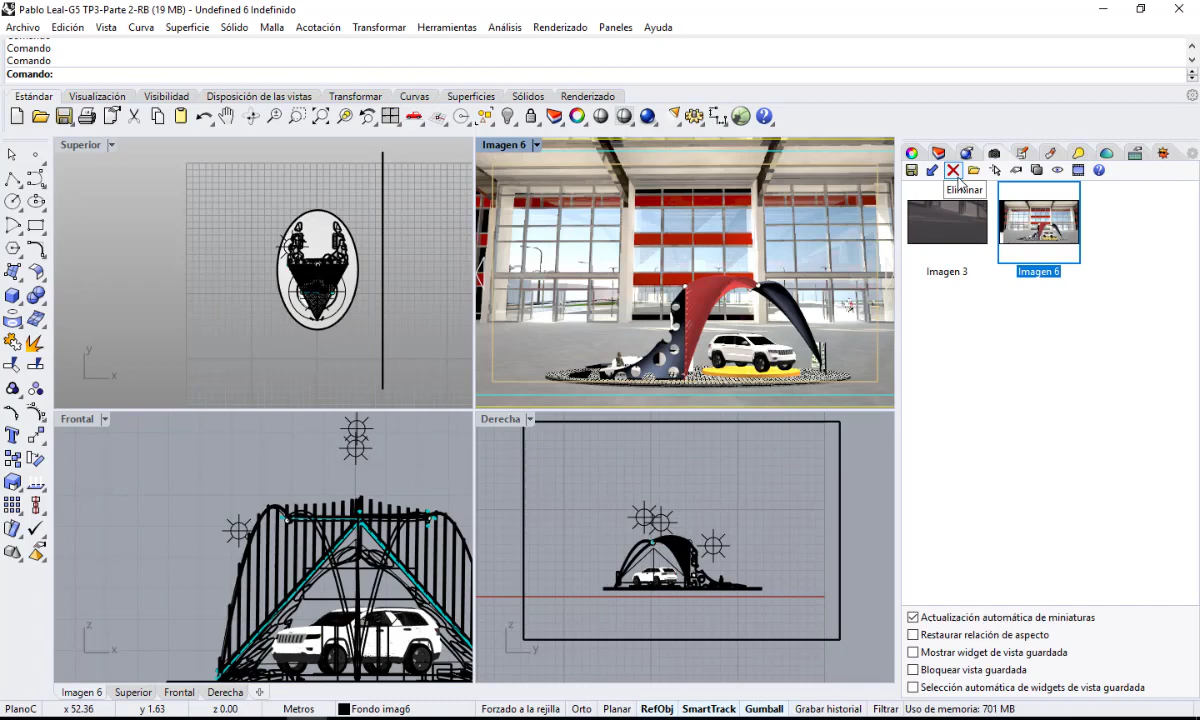 Pablo Leal-G5 TP3-Parte 2-RB (19 MB) - Undefined 6 Indefinido
Archivo Edición Vista Curva Superficie Sólido Malla Acotación Transformar Herramientas Análisis Renderizado Paneles Ayuda
Comando
Comando
Comando:
Estándar Visualización Visibilidad Disposición de las vistas Transformar Curvas Superficies Sólidos Renderizado
Superior
Imagen 6
Eliminar
Imagen 3
Imagen 6
y
x
Frontal
Derecha
z
x
z
y
Actualización automática de miniaturas
Restaurar relación de aspecto
Mostrar widget de vista guardada
Bloquear vista guardada
Selección automática de widgets de vista guardada
Imagen 6 Superior Frontal Derecha
PlanoC x 52.36 y 1.63 z 0.00 Metros Fondo imag6 Forzado a la rejilla Orto Planar RefObj SmartTrack Gumball Grabar historial Filtrar Uso de memoria: 701 MB